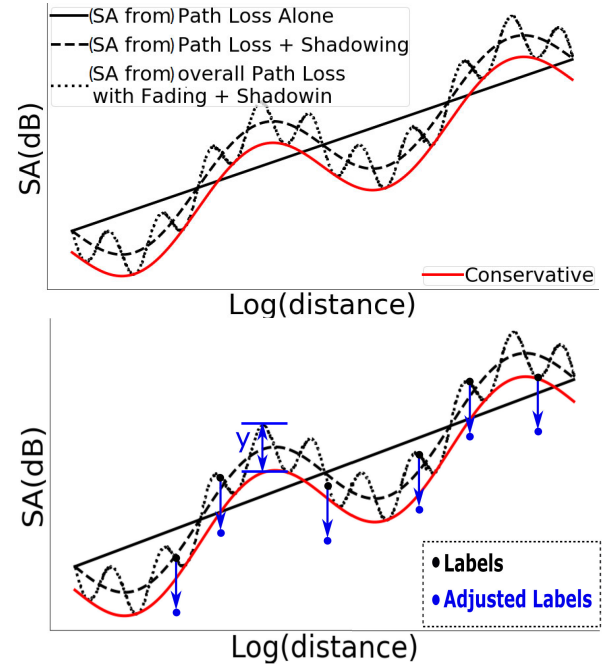 (SA from) Path Loss Alone
(SA from) Path Loss + Shadowing
(SA from) overall Path Loss
with Fading + Shadowin
SA(dB)
Conservative
Log(distance)
y
SA(dB)
Labels
Adjusted Labels
Log(distance)